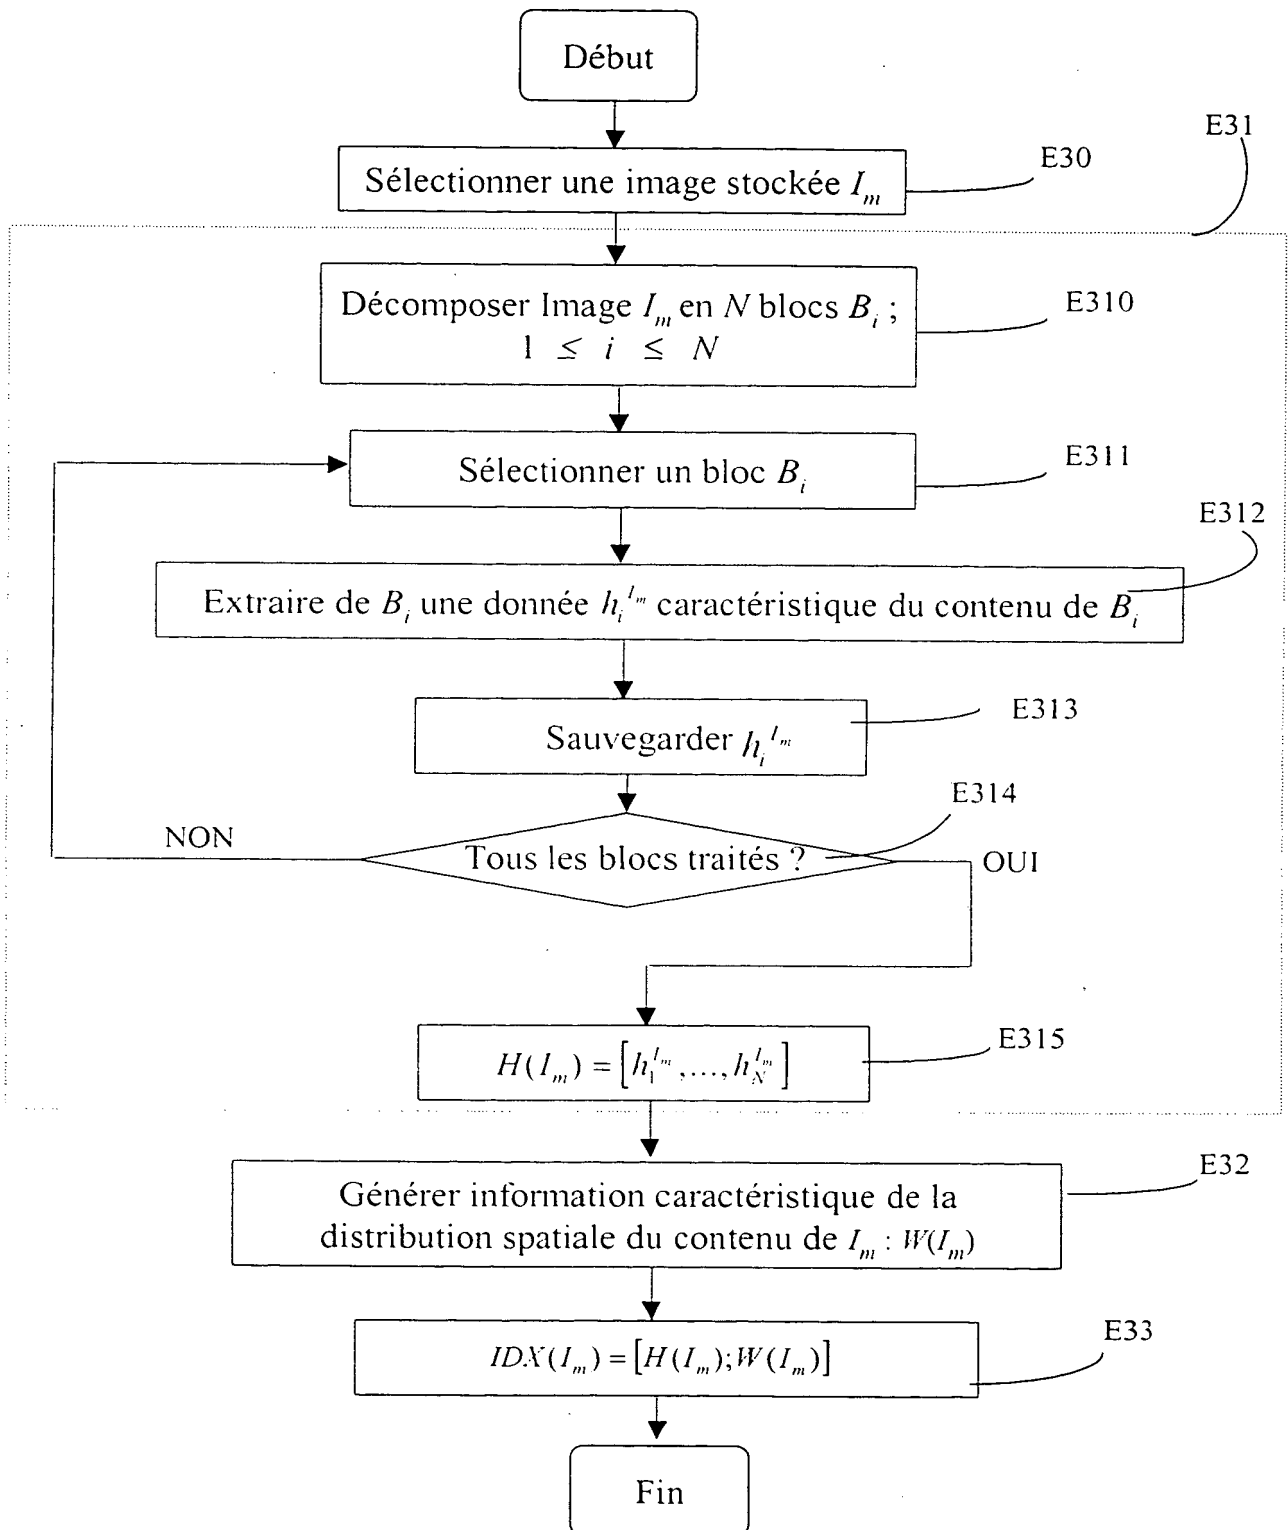 Début
E31
E30
Sélectionner une image stockée I_m
Décomposer Image I_m en N blocs B_i ;
1 ≤ i ≤ N
E310
Sélectionner un bloc B_i
E311
E312
Extraire de B_i une donnée h_i^{I_m} caractéristique du contenu de B_i
E313
Sauvegarder h_i^{I_m}
E314
NON
Tous les blocs traités ?
OUI
E315
H(I_m) = [h_1^{I_m},...,h_N^{I_m}]
E32
Générer information caractéristique de la
distribution spatiale du contenu de I_m : W(I_m)
E33
IDX(I_m) = [H(I_m);W(I_m)]
Fin